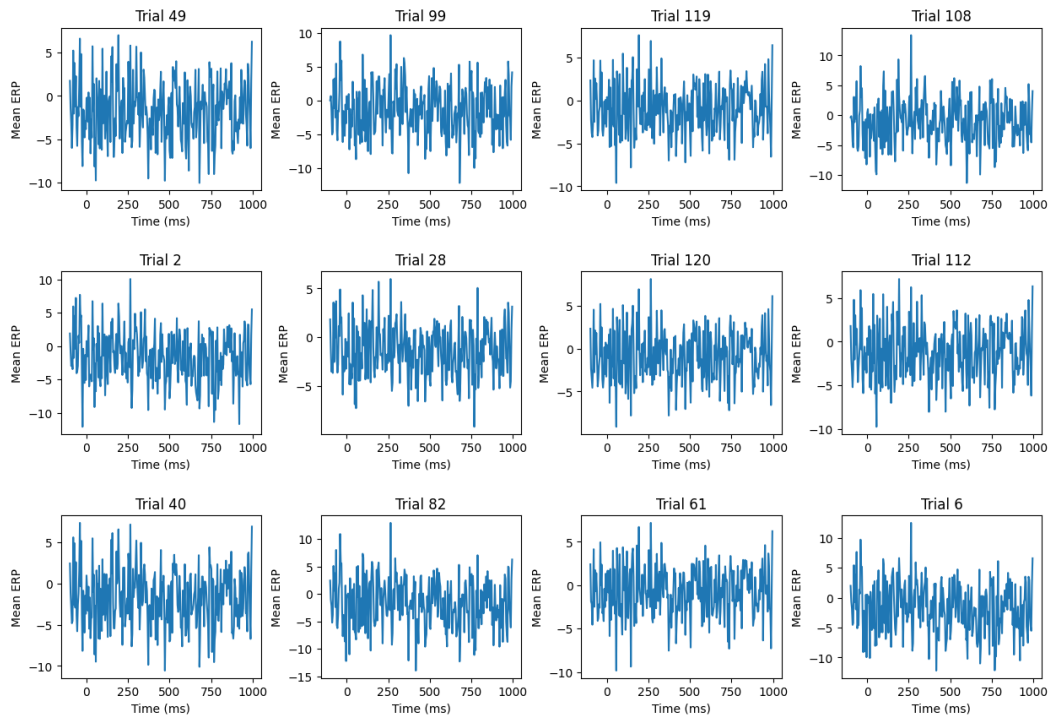 Trial 49
Trial 99
Trial 119
Trial 108
Mean ERP
5
0
−5
−10
Mean ERP
10
5
0
−5
−10
Mean ERP
5
0
−5
−10
Mean ERP
10
5
0
−5
−10
0 250 500 750 1000
0 250 500 750 1000
0 250 500 750 1000
0 250 500 750 1000
Time (ms)
Time (ms)
Time (ms)
Time (ms)
Trial 2
Trial 28
Trial 120
Trial 112
Mean ERP
10
5
0
−5
−10
Mean ERP
5
0
−5
Mean ERP
5
0
−5
Mean ERP
5
0
−5
−10
0 250 500 750 1000
0 250 500 750 1000
0 250 500 750 1000
0 250 500 750 1000
Time (ms)
Time (ms)
Time (ms)
Time (ms)
Trial 40
Trial 82
Trial 61
Trial 6
Mean ERP
5
0
−5
−10
Mean ERP
10
5
0
−5
−10
−15
Mean ERP
5
0
−5
−10
Mean ERP
10
5
0
−5
−10
0 250 500 750 1000
0 250 500 750 1000
0 250 500 750 1000
0 250 500 750 1000
Time (ms)
Time (ms)
Time (ms)
Time (ms)